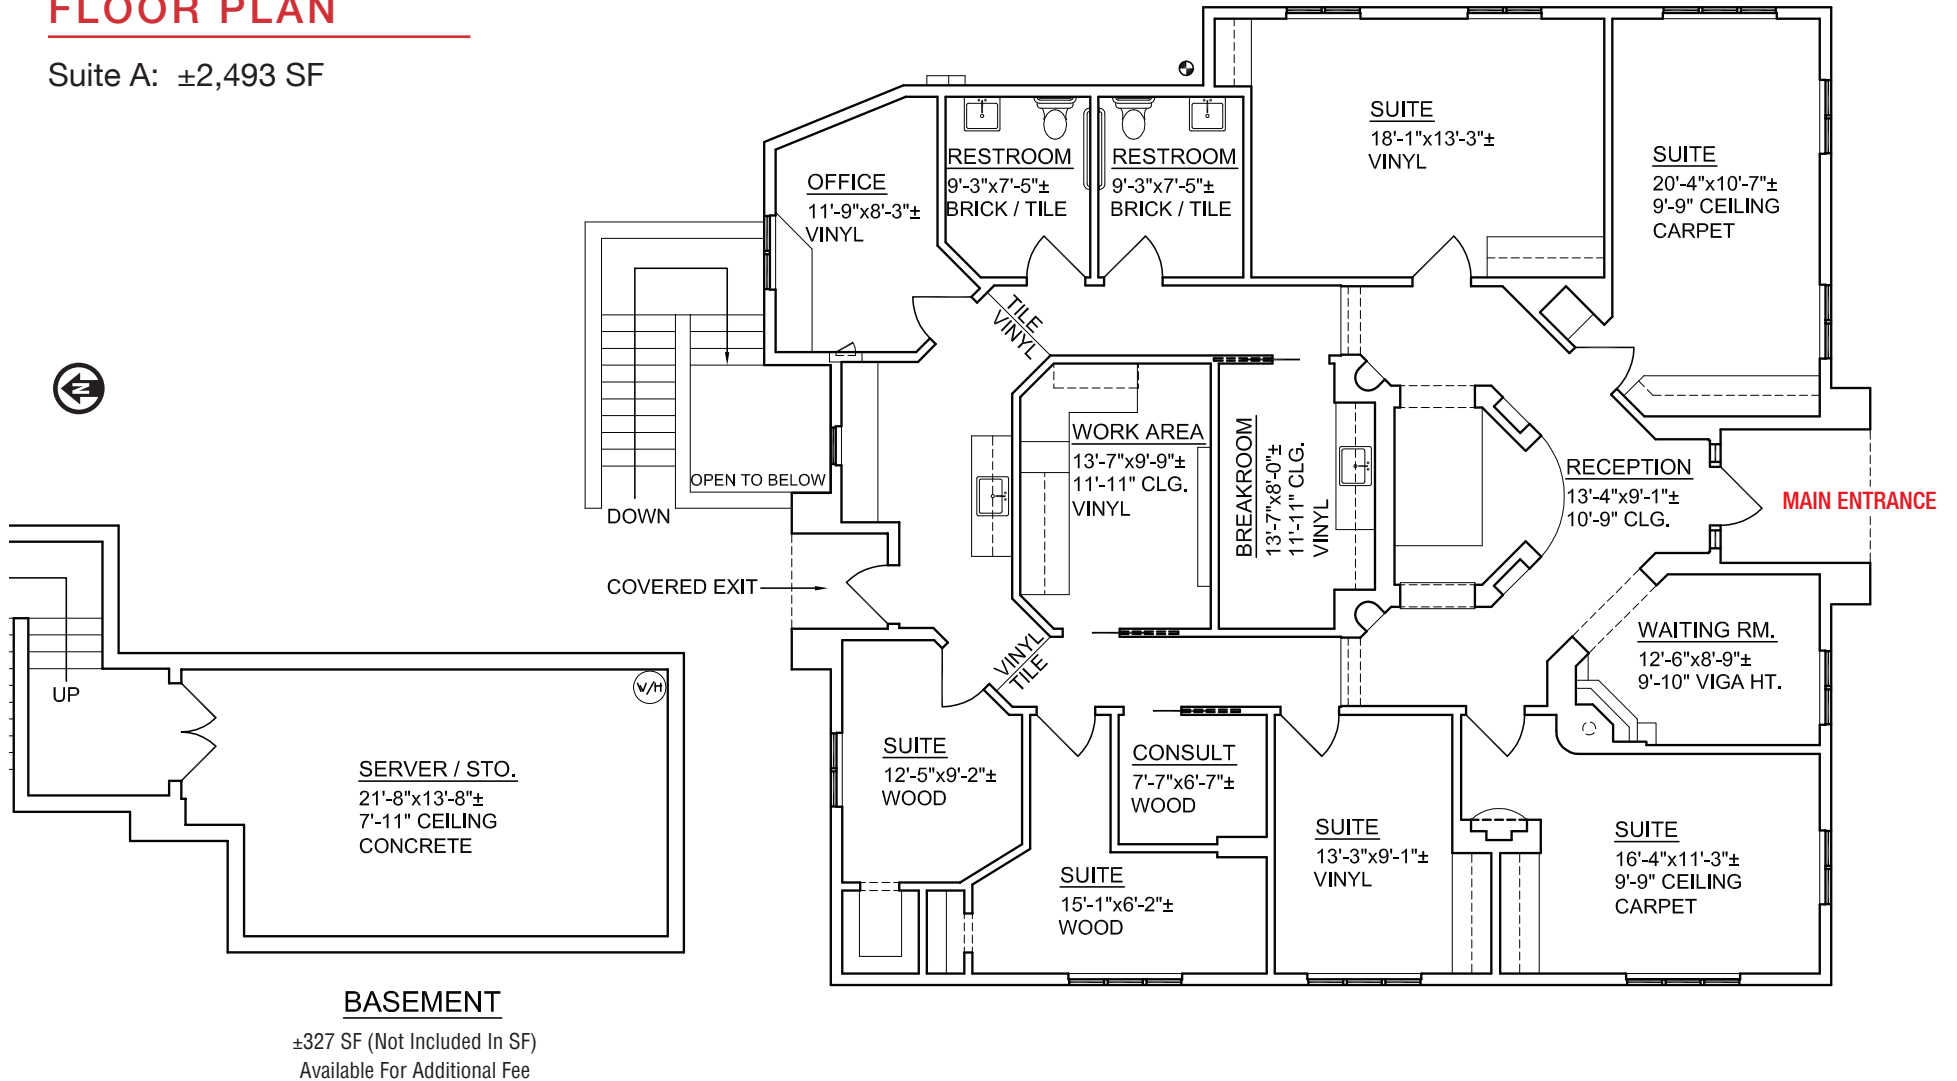 FLOOR PLAN
Suite A: ±2,493 SF
N
OFFICE
11'-9"x8'-3"±
VINYL
RESTROOM
9'-3"x7'-5"±
BRICK / TILE
RESTROOM
9'-3"x7'-5"±
BRICK / TILE
SUITE
18'-1"x13'-3"±
VINYL
SUITE
20'-4"x10'-7"±
9'-9" CEILING
CARPET
TILE
VINYL
OPEN TO BELOW
DOWN
COVERED EXIT
WORK AREA
13'-7"x9'-9"±
11'-11" CLG.
VINYL
BREAKROOM
13'-7"x8'-0"±
11'-11" CLG.
VINYL
RECEPTION
13'-4"x9'-1"±
10'-9" CLG.
MAIN ENTRANCE
WAITING RM.
12'-6"x8'-9"±
9'-10" VIGA HT.
VINYL
TILE
SUITE
12'-5"x9'-2"±
WOOD
CONSULT
7'-7"x6'-7"±
WOOD
SUITE
15'-1"x6'-2"±
WOOD
SUITE
13'-3"x9'-1"±
VINYL
SUITE
16'-4"x11'-3"±
9'-9" CEILING
CARPET
UP
W/H
SERVER / STO.
21'-8"x13'-8"±
7'-11" CEILING
CONCRETE
BASEMENT
±327 SF (Not Included In SF)
Available For Additional Fee